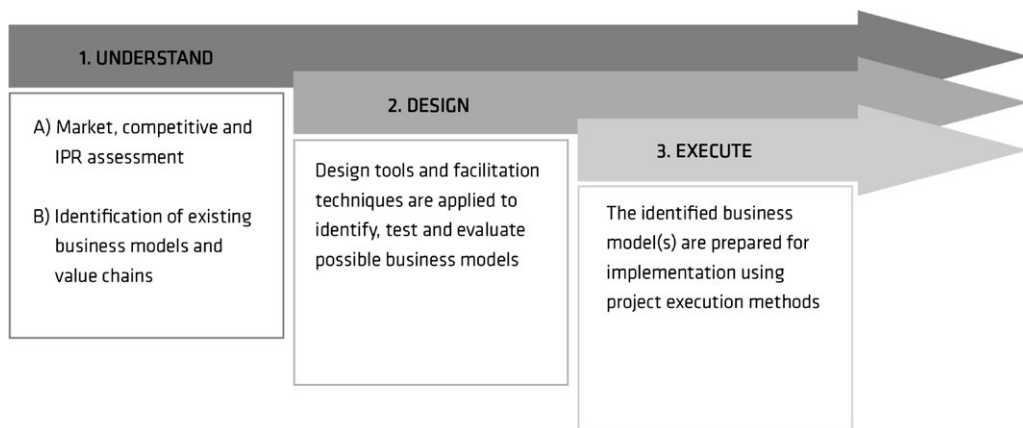 1. UNDERSTAND
A) Market, competitive and
IPR assessment
B) Identification of existing
business models and
value chains
2. DESIGN
Design tools and facilitation
techniques are applied to
identify, test and evaluate
possible business models
3. EXECUTE
The identified business
model(s) are prepared for
implementation using
project execution methods